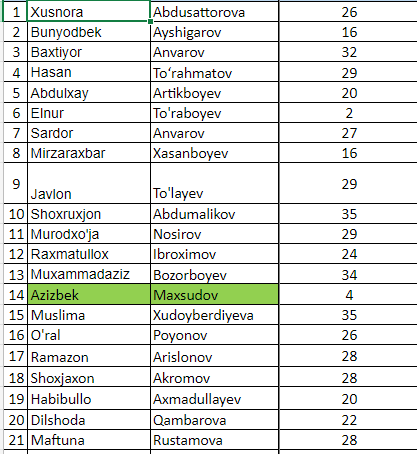 1 Xusnora Abdusattorova 26
2 Bunyodbek Ayshigarov 16
3 Baxtiyor Anvarov 32
4 Hasan Toʻrahmatov 29
5 Abdulxay Artikboyev 20
6 Elnur To'raboyev 2
7 Sardor Anvarov 27
8 Mirzaraxbar Xasanboyev 16
9 Javlon To'layev 29
10 Shoxruxjon Abdumalikov 35
11 Murodxo'ja Nosirov 29
12 Raxmatullox Ibroximov 24
13 Muxammadaziz Bozorboyev 34
14 Azizbek Maxsudov 4
15 Muslima Xudoyberdiyeva 35
16 O'ral Poyonov 26
17 Ramazon Arislonov 28
18 Shoxjaxon Akromov 28
19 Habibullo Axmadullayev 20
20 Dilshoda Qambarova 22
21 Maftuna Rustamova 28